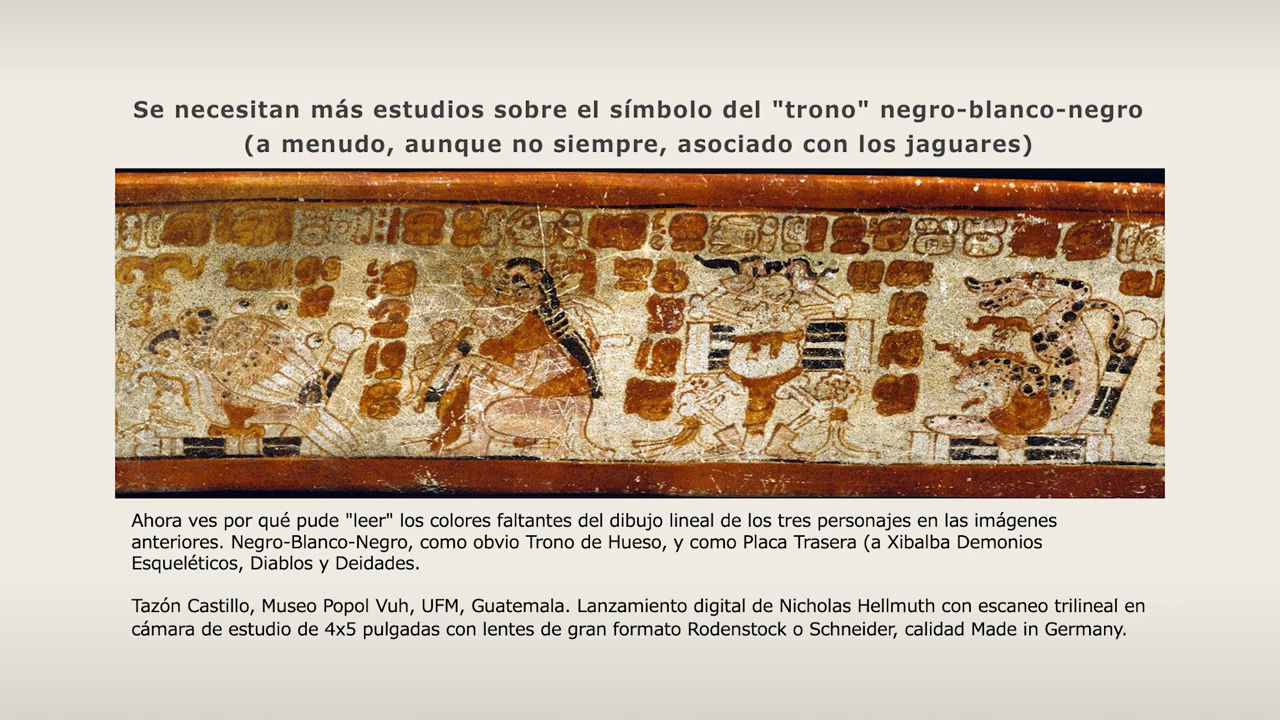 Se necesitan más estudios sobre el símbolo del "trono" negro-blanco-negro
(a menudo, aunque no siempre, asociado con los jaguares)
Ahora ves por qué pude "leer" los colores faltantes del dibujo lineal de los tres personajes en las imágenes
anteriores. Negro-Blanco-Negro, como obvio Trono de Hueso, y como Placa Trasera (a Xibalba Demonios
Esqueléticos, Diablos y Deidades.
Tazón Castillo, Museo Popol Vuh, UFM, Guatemala. Lanzamiento digital de Nicholas Hellmuth con escaneo trilineal en
cámara de estudio de 4x5 pulgadas con lentes de gran formato Rodenstock o Schneider, calidad Made in Germany.